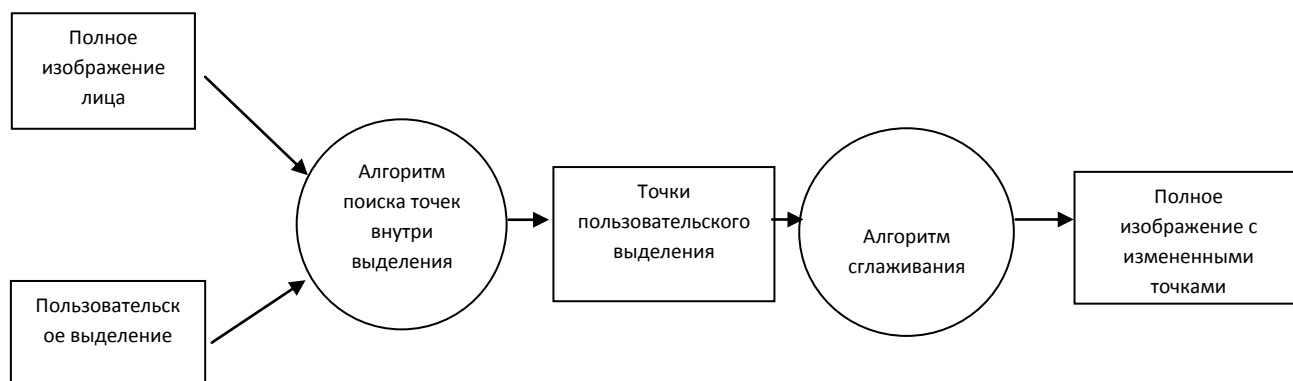 Полное
изображение
лица
Пользовательск
ое выделение
Алгоритм
поиска точек
внутри
выделения
Точки
пользовательского
выделения
Алгоритм
сглаживания
Полное
изображение с
измененными
точками